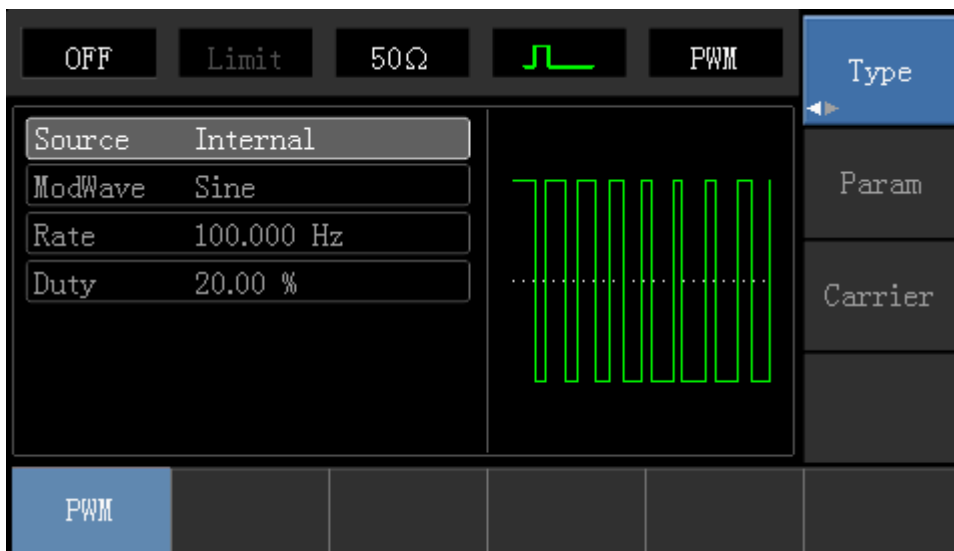 OFF Limit 50Ω PWM
Type
Source Internal
ModWave Sine
Rate 100.000 Hz
Duty 20.00 %
Param
Carrier
PWM